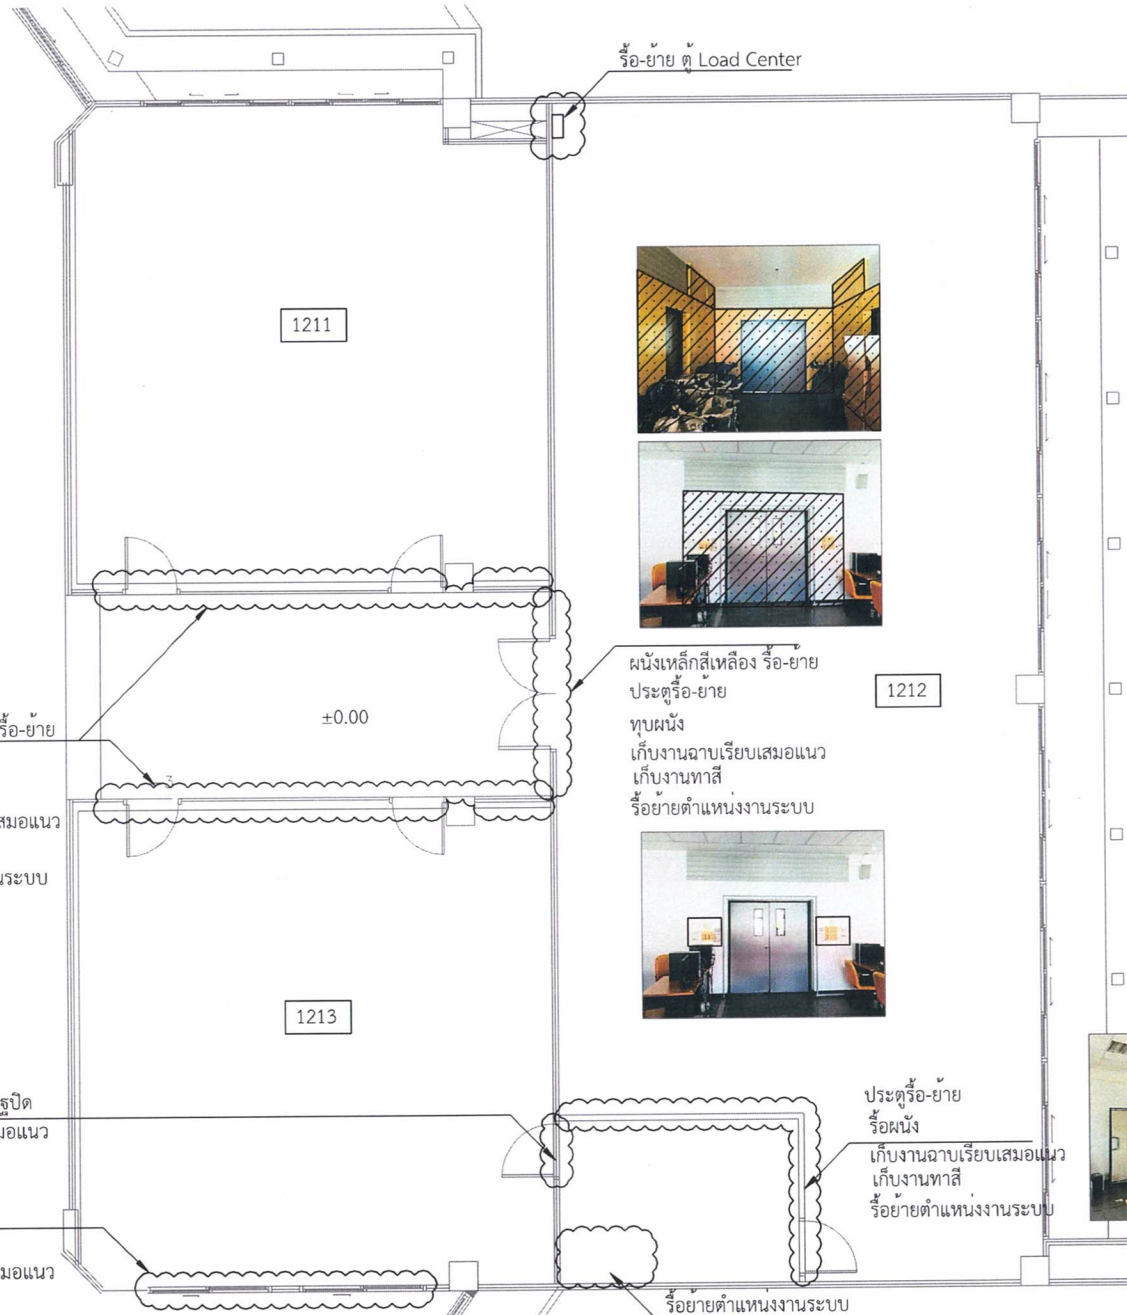 รื้อ-ย้าย ตู้ Load Center
1211
ผนังเหล็กสีเหลือง รื้อ-ย้าย
ประตูรื้อ-ย้าย
ทุบผนัง
เก็บงานฉาบเรียบเสมอแนว
เก็บงานทาสี
รื้อย้ายตำแหน่งงานระบบ
1212
±0.00
รื้อ-ย้าย
3
สมอแนว
นระบบ
1213
ฐปิด
มอแนว
ประตูรื้อ-ย้าย
รื้อผนัง
เก็บงานฉาบเรียบเสมอแนว
เก็บงานทาสี
รื้อย้ายตำแหน่งงานระบบ
มอแนว
รื้อย้ายตำแหน่งงานระบบ